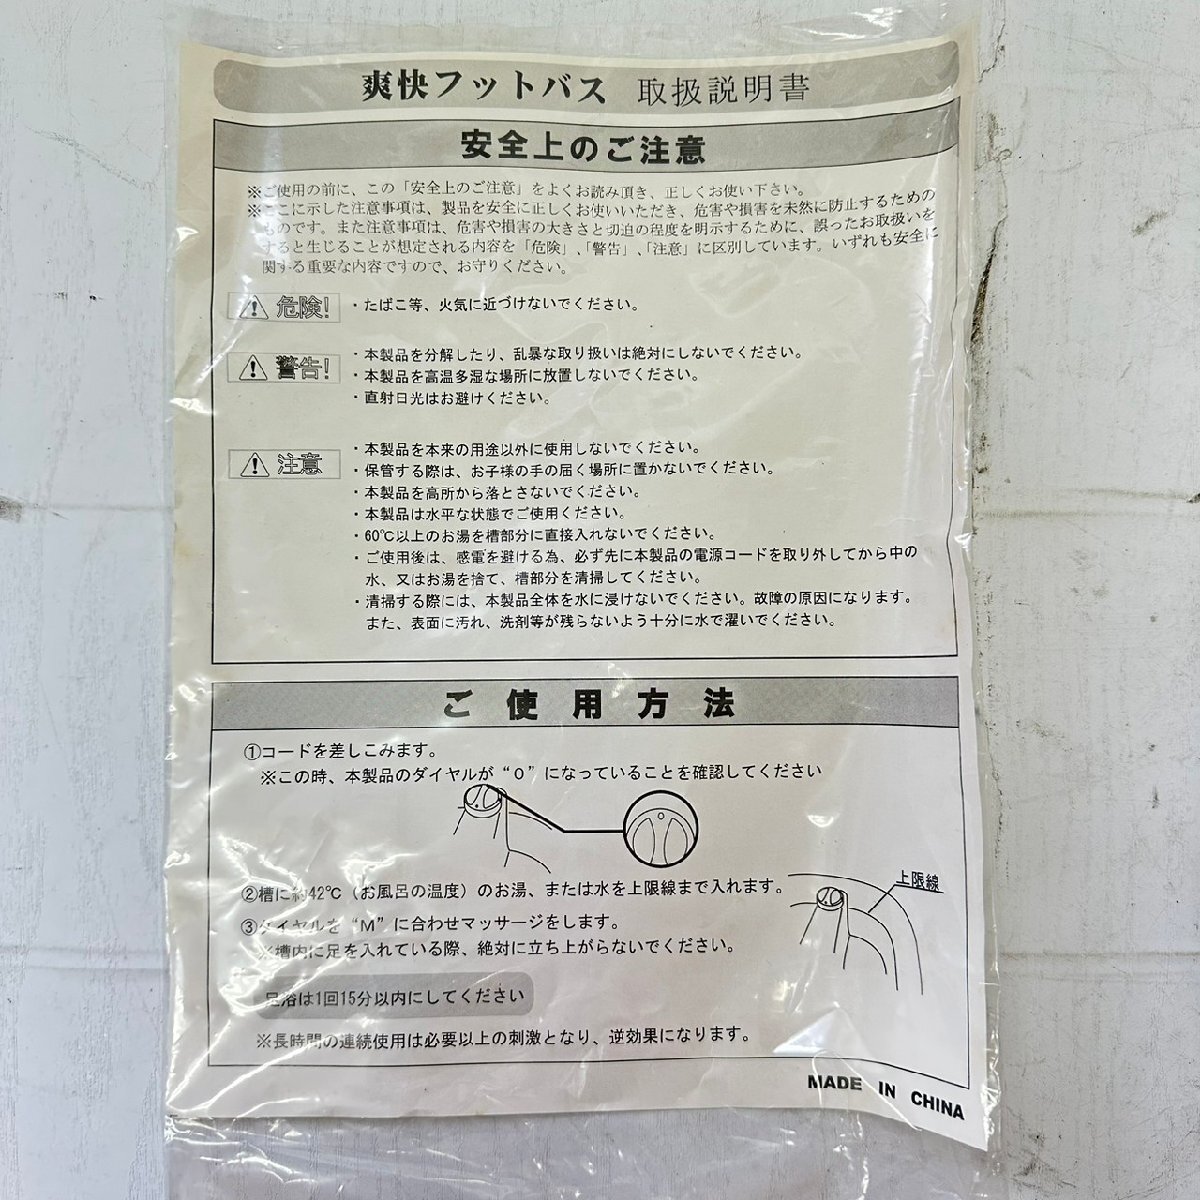 爽快フットバス 取扱説明書
安全上のご注意
※ご使用の前に、この「安全上のご注意」をよくお読み頂き、正しくお使い下さい。
※ここに示した注意事項は、製品を安全に正しくお使いいただき、危害や損害を未然に防止するための
ものです。また注意事項は、危害や損害の大きさと切迫の程度を明示するために、誤ったお取扱いを
すると生じることが想定される内容を「危険」、「警告」、「注意」に区別しています。いずれも安全に
関する重要な内容ですので、お守りください。
危険!
・たばこ等、火気に近づけないでください。
警告!
・本製品を分解したり、乱暴な取り扱いは絶対にしないでください。
・本製品を高温多湿な場所に放置しないでください。
・直射日光はお避けください。
注意
・本製品を本来の用途以外に使用しないでください。
・保管する際は、お子様の手の届く場所に置かないでください。
・本製品を高所から落とさないでください。
・本製品は水平な状態でご使用ください。
・60℃以上のお湯を槽部分に直接入れないでください。
・ご使用後は、感電を避ける為、必ず先に本製品の電源コードを取り外してから中の
水、又はお湯を捨て、槽部分を清掃してください。
・清掃する際には、本製品全体を水に浸けないでください。故障の原因になります。
また、表面に汚れ、洗剤等が残らないよう十分に水で濯いでください。
ご使用方法
①コードを差しこみます。
※この時、本製品のダイヤルが“0”になっていることを確認してください
②槽に約42℃（お風呂の温度）のお湯、または水を上限線まで入れます。
上限線
③ダイヤルを“M”に合わせマッサージをします。
※槽内に足を入れている際、絶対に立ち上がらないでください。
足浴は1回15分以内にしてください
※長時間の連続使用は必要以上の刺激となり、逆効果になります。
MADE IN CHINA